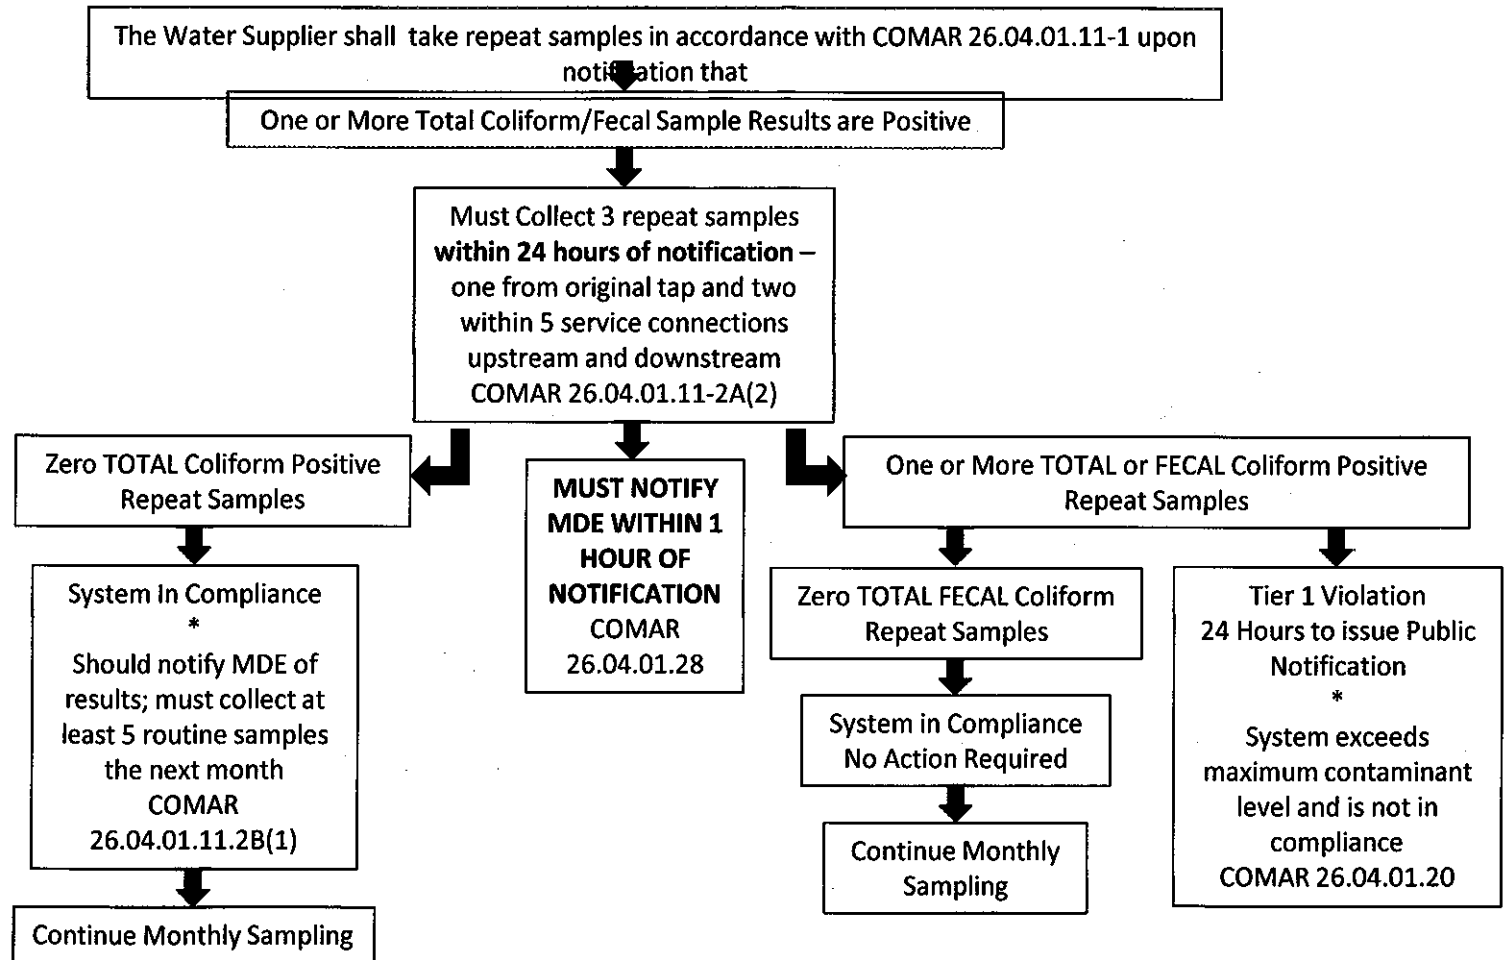 The Water Supplier shall take repeat samples in accordance with COMAR 26.04.01.11-1 upon
notification that
One or More Total Coliform/Fecal Sample Results are Positive
Must Collect 3 repeat samples
within 24 hours of notification –
one from original tap and two
within 5 service connections
upstream and downstream
COMAR 26.04.01.11-2A(2)
Zero TOTAL Coliform Positive
Repeat Samples
MUST NOTIFY
MDE WITHIN 1
HOUR OF
NOTIFICATION
COMAR
26.04.01.28
One or More TOTAL or FECAL Coliform Positive
Repeat Samples
System In Compliance
*
Should notify MDE of
results; must collect at
least 5 routine samples
the next month
COMAR
26.04.01.11.2B(1)
Continue Monthly Sampling
Zero TOTAL FECAL Coliform
Repeat Samples
System in Compliance
No Action Required
Continue Monthly
Sampling
Tier 1 Violation
24 Hours to issue Public
Notification
*
System exceeds
maximum contaminant
level and is not in
compliance
COMAR 26.04.01.20